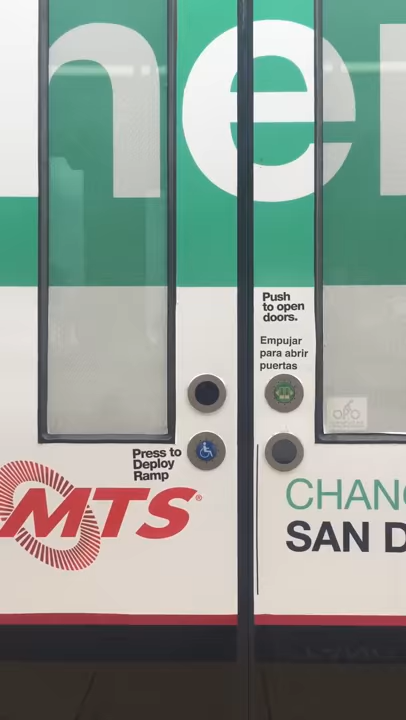 ne
Push
to open
doors.
Empujar
para abrir
puertas
Press to
Deploy
Ramp
MTS®
CHANG
SAN D